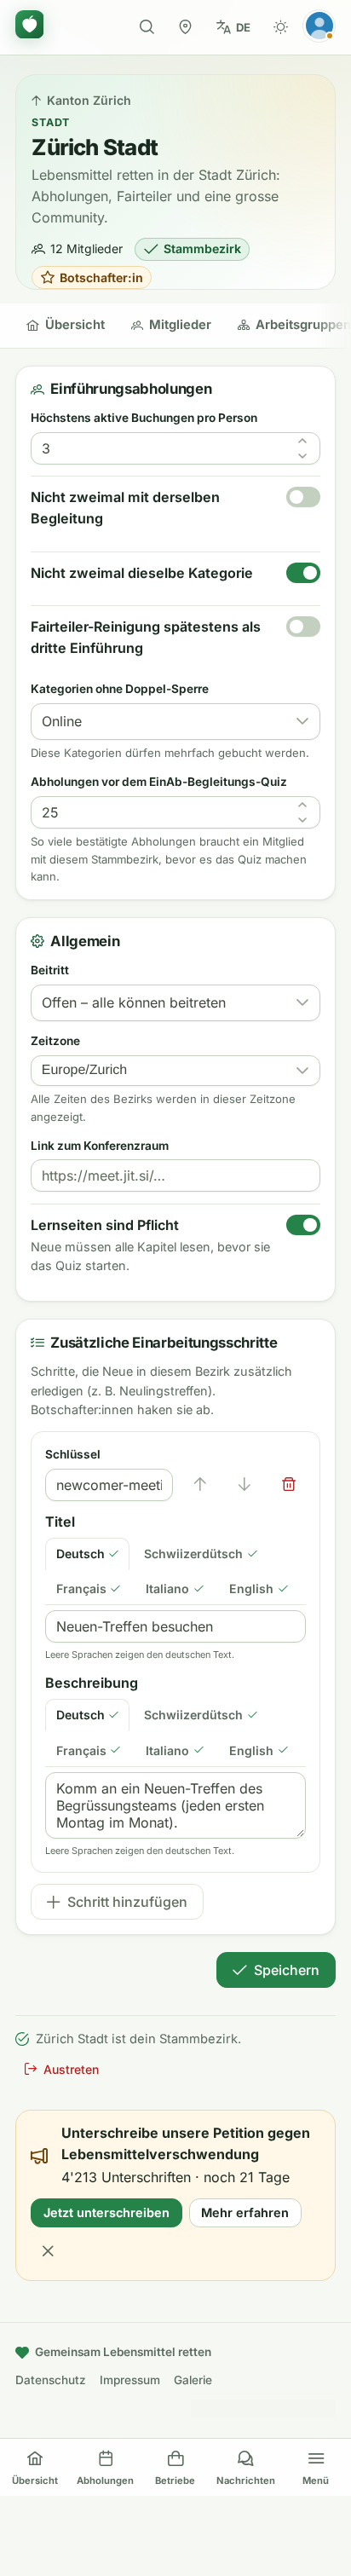 DE
Kanton Zürich
STADT
Zürich Stadt
Lebensmittel retten in der Stadt Zürich:
Abholungen, Fairteiler und eine grosse
Community.
12 Mitglieder
Stammbezirk
Botschafter:in
Übersicht
Mitglieder
Arbeitsgruppen
Einführungsabholungen
Höchstens aktive Buchungen pro Person
3
Nicht zweimal mit derselben
Begleitung
Nicht zweimal dieselbe Kategorie
Fairteiler-Reinigung spätestens als
dritte Einführung
Kategorien ohne Doppel-Sperre
Online
Diese Kategorien dürfen mehrfach gebucht werden.
Abholungen vor dem EinAb-Begleitungs-Quiz
25
So viele bestätigte Abholungen braucht ein Mitglied
mit diesem Stammbezirk, bevor es das Quiz machen
kann.
Allgemein
Beitritt
Offen – alle können beitreten
Zeitzone
Europe/Zurich
Alle Zeiten des Bezirks werden in dieser Zeitzone
angezeigt.
Link zum Konferenzraum
https://meet.jit.si/…
Lernseiten sind Pflicht
Neue müssen alle Kapitel lesen, bevor sie
das Quiz starten.
Zusätzliche Einarbeitungsschritte
Schritte, die Neue in diesem Bezirk zusätzlich
erledigen (z. B. Neulingstreffen).
Botschafter:innen haken sie ab.
Schlüssel
newcomer-meeti
Titel
Deutsch
Schwiizerdütsch
Français
Italiano
English
Neuen-Treffen besuchen
Leere Sprachen zeigen den deutschen Text.
Beschreibung
Deutsch
Schwiizerdütsch
Français
Italiano
English
Komm an ein Neuen-Treffen des
Begrüssungsteams (jeden ersten
Montag im Monat).
Leere Sprachen zeigen den deutschen Text.
Schritt hinzufügen
Speichern
Zürich Stadt ist dein Stammbezirk.
Austreten
Unterschreibe unsere Petition gegen
Lebensmittelverschwendung
4'213 Unterschriften · noch 21 Tage
Jetzt unterschreiben
Mehr erfahren
Gemeinsam Lebensmittel retten
Datenschutz
Impressum
Galerie
Übersicht
Abholungen
Betriebe
Nachrichten
Menü